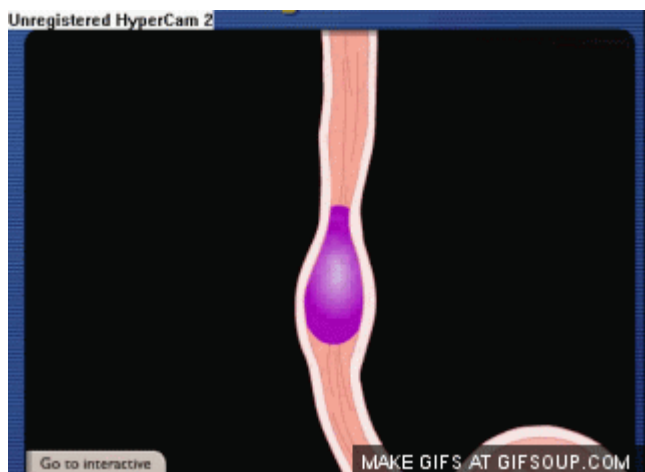 Unregistered HyperCam 2
Go to interactive
MAKE GIFS AT GIFSOUP.COM